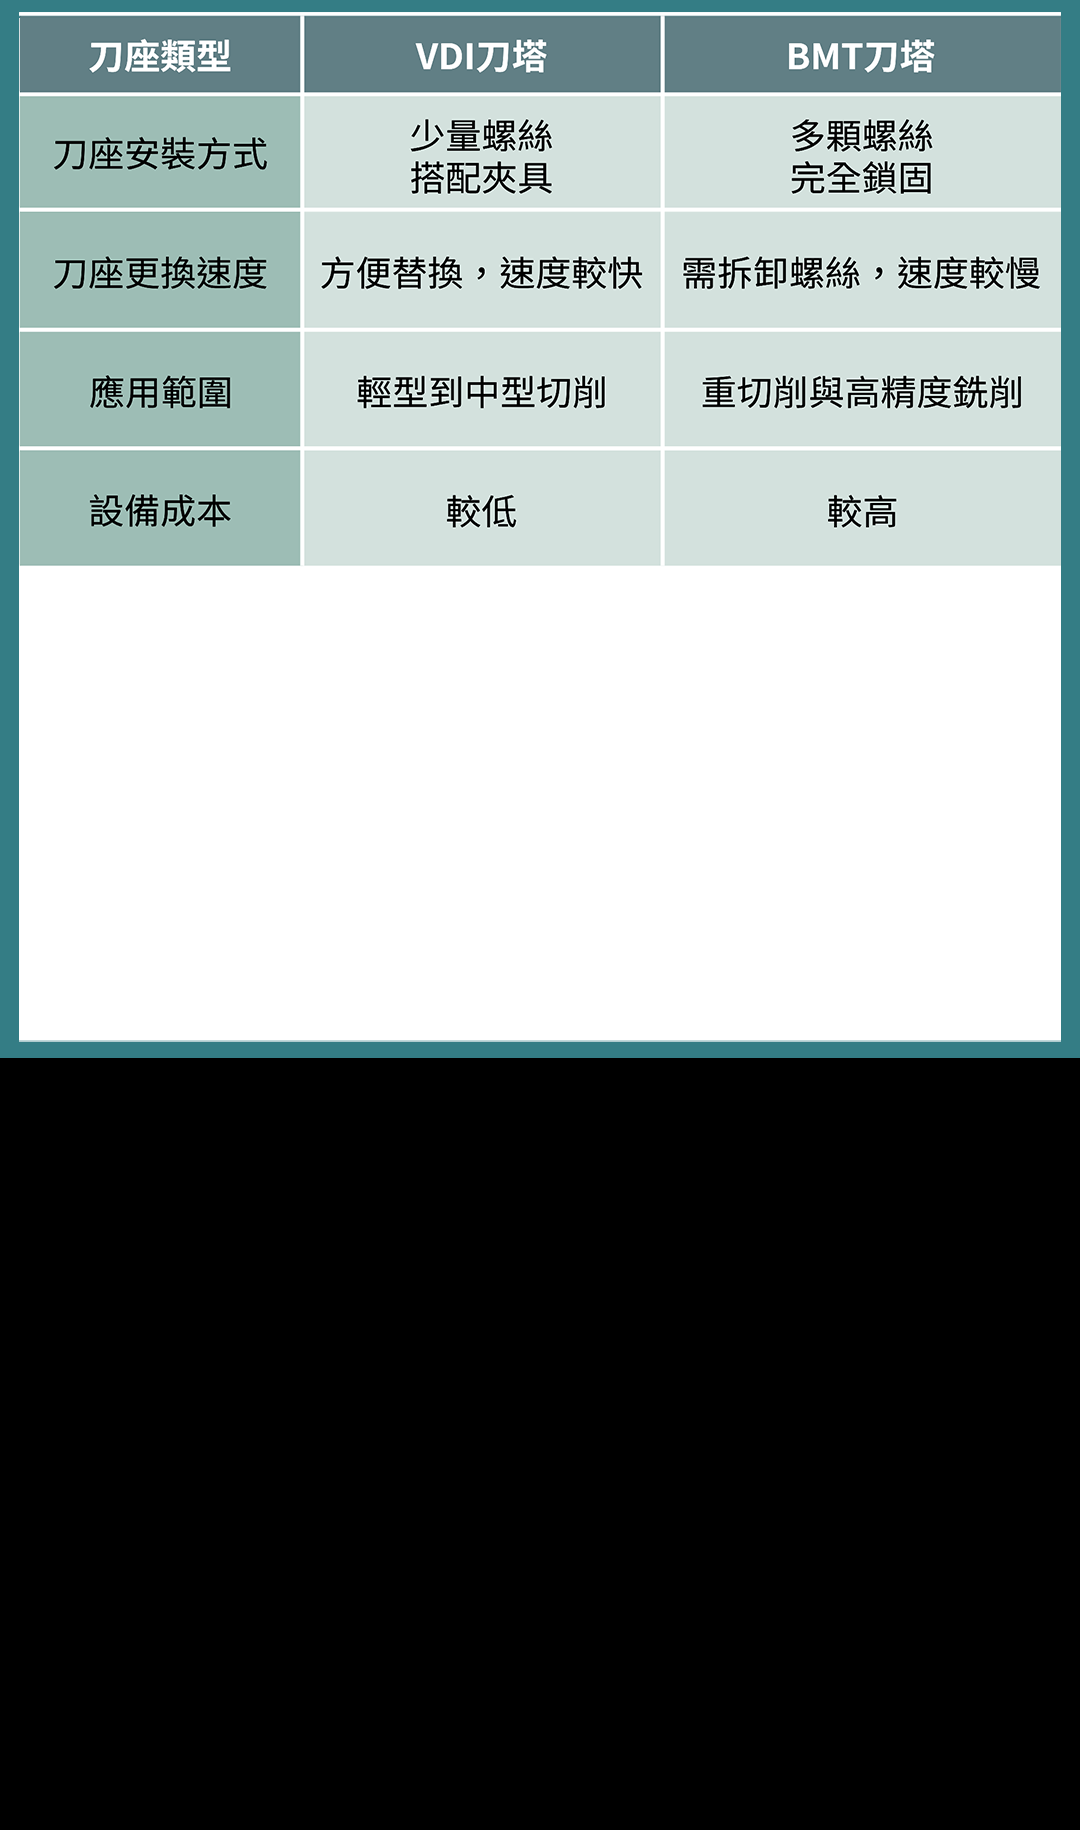 刀座類型 VDI刀塔 BMT刀塔
刀座安裝方式 少量螺絲 搭配夾具 多顆螺絲 完全鎖固
刀座更換速度 方便替換，速度較快 需拆卸螺絲，速度較慢
應用範圍 輕型到中型切削 重切削與高精度銑削
設備成本 較低 較高